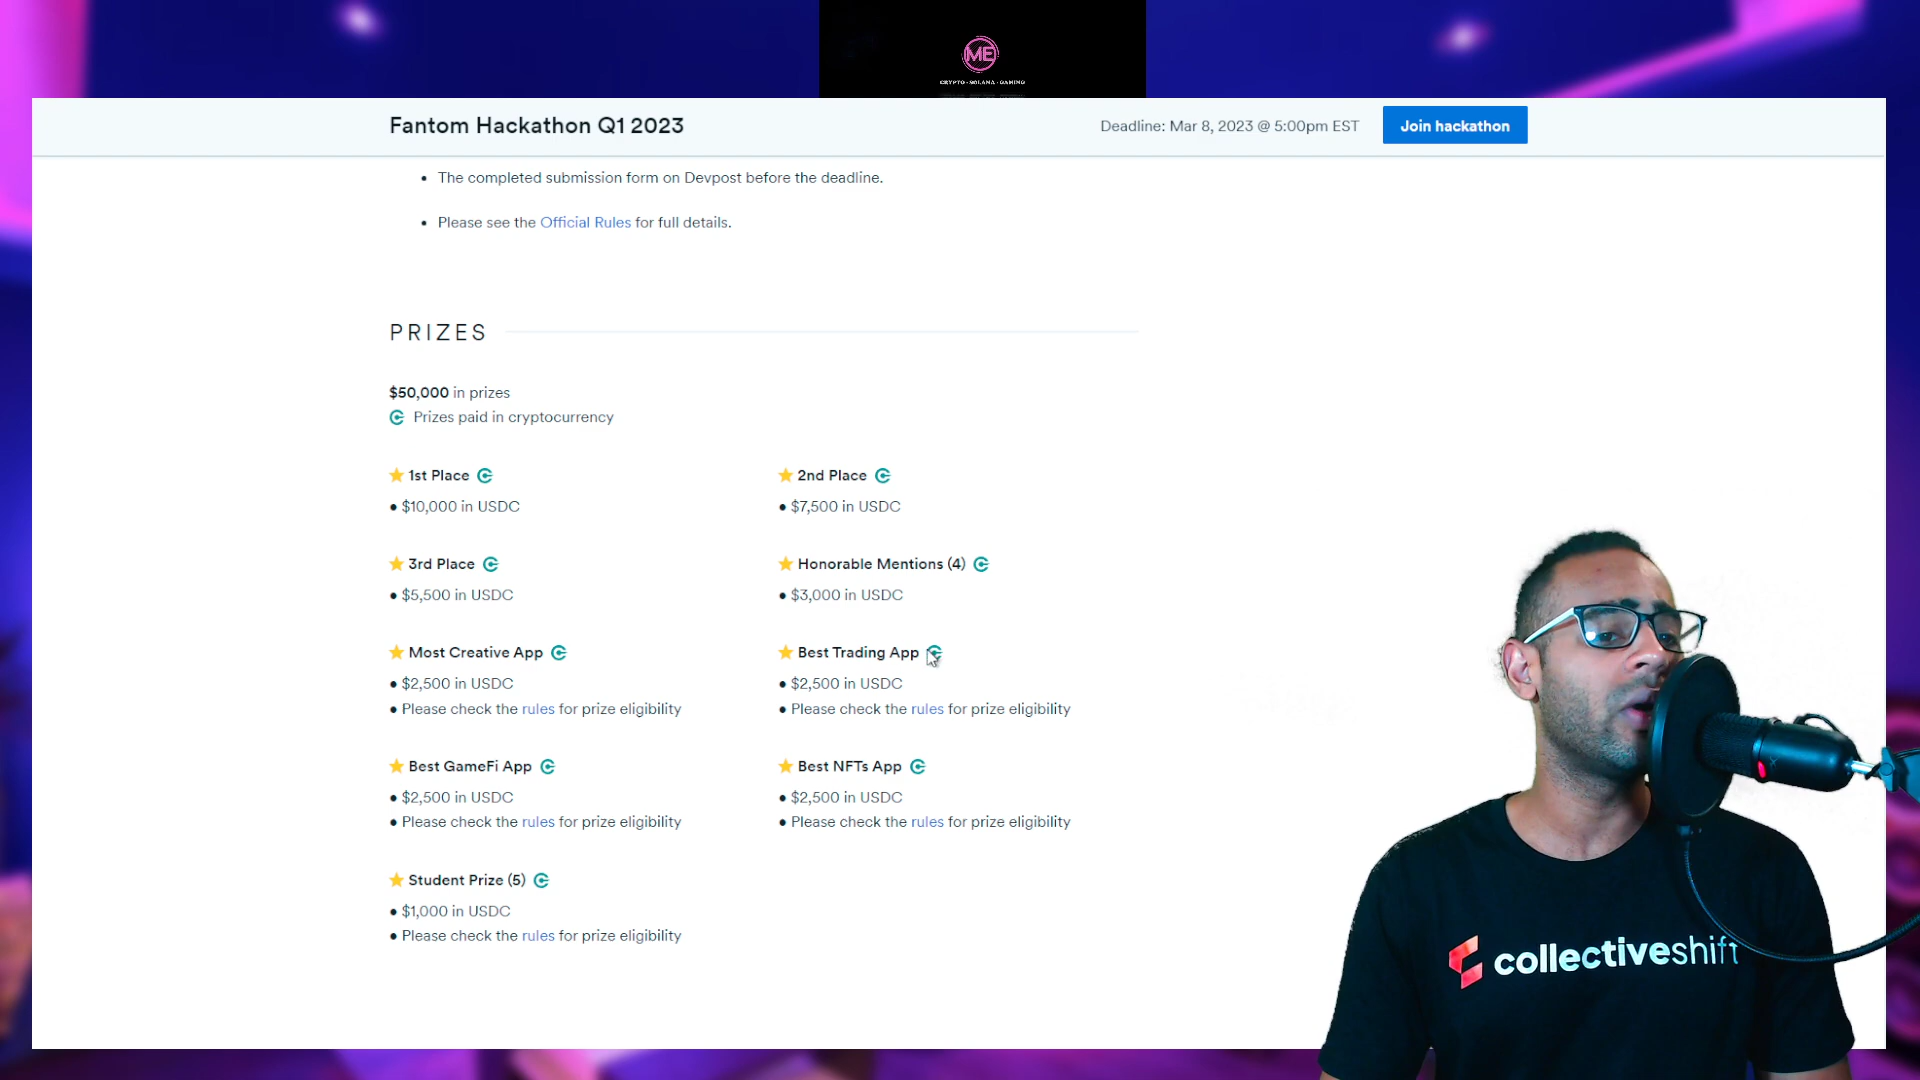 ME
CRYPTO · SOLANA · GAMING
Fantom Hackathon Q1 2023
Deadline: Mar 8, 2023 @ 5:00pm EST
Join hackathon
• The completed submission form on Devpost before the deadline.
• Please see the Official Rules for full details.
PRIZES
$50,000 in prizes
Prizes paid in cryptocurrency
1st Place
• $10,000 in USDC
2nd Place
• $7,500 in USDC
3rd Place
• $5,500 in USDC
Honorable Mentions (4)
• $3,000 in USDC
Most Creative App
• $2,500 in USDC
• Please check the rules for prize eligibility
Best Trading App
• $2,500 in USDC
• Please check the rules for prize eligibility
Best GameFi App
• $2,500 in USDC
• Please check the rules for prize eligibility
Best NFTs App
• $2,500 in USDC
• Please check the rules for prize eligibility
Student Prize (5)
• $1,000 in USDC
• Please check the rules for prize eligibility
collectiveshift